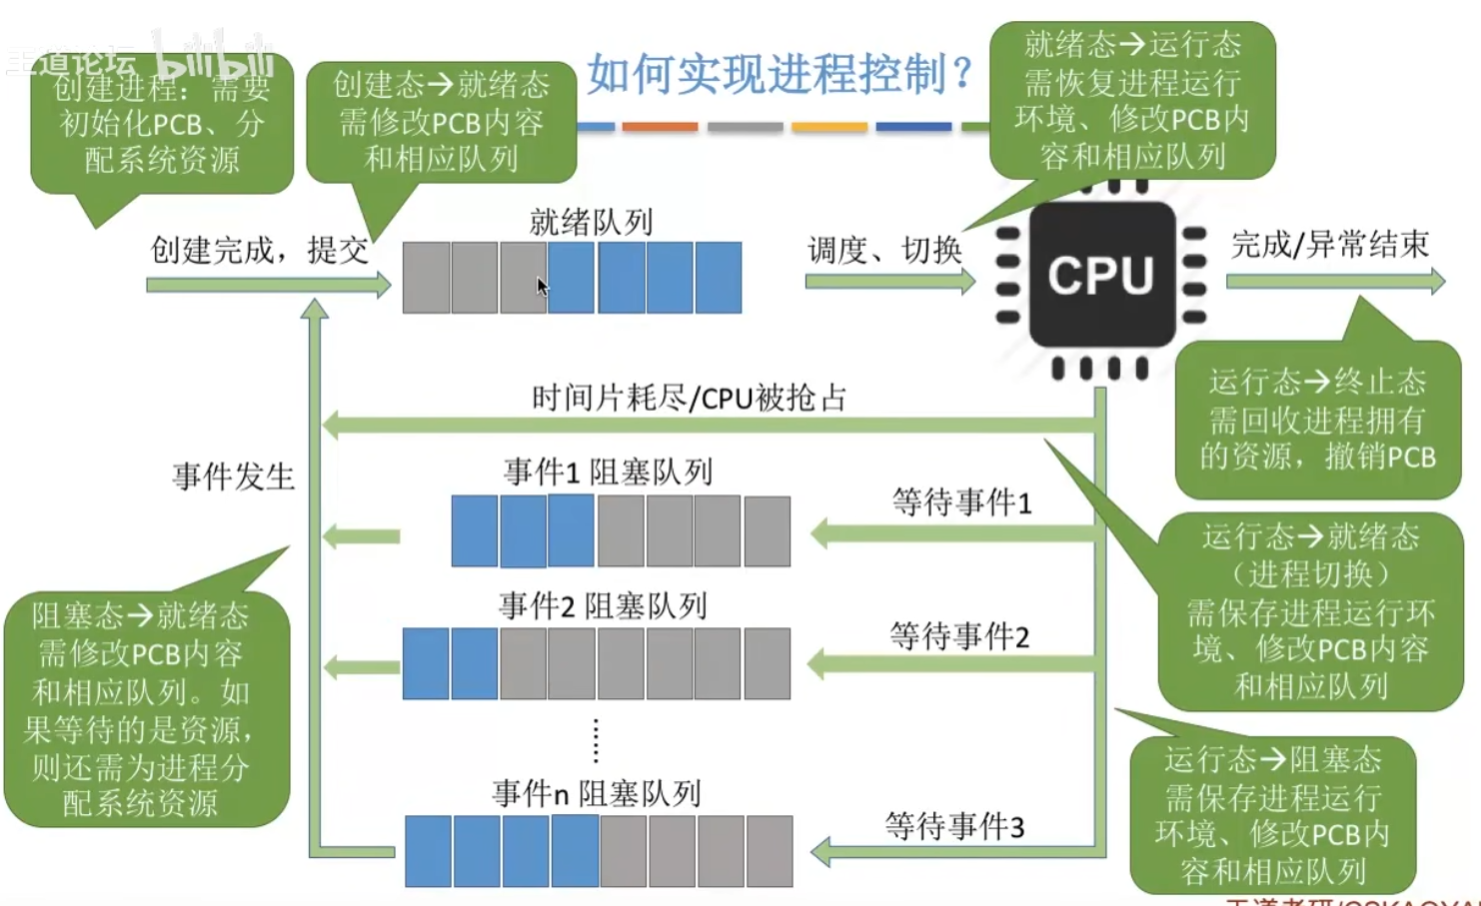 王道论坛 bilibili
如何实现进程控制？
创建进程：需要
初始化PCB、分
配系统资源
创建态→就绪态
需修改PCB内容
和相应队列
就绪态→运行态
需恢复进程运行
环境、修改PCB内
容和相应队列
创建完成，提交
就绪队列
调度、切换
CPU
完成/异常结束
运行态→终止态
需回收进程拥有
的资源，撤销PCB
时间片耗尽/CPU被抢占
事件发生
事件1 阻塞队列
等待事件1
运行态→就绪态
（进程切换）
需保存进程运行环
境、修改PCB内容
和相应队列
阻塞态→就绪态
需修改PCB内容
和相应队列。如
果等待的是资源，
则还需为进程分
配系统资源
事件2 阻塞队列
等待事件2
运行态→阻塞态
需保存进程运行
环境、修改PCB内
容和相应队列
事件n 阻塞队列
等待事件3